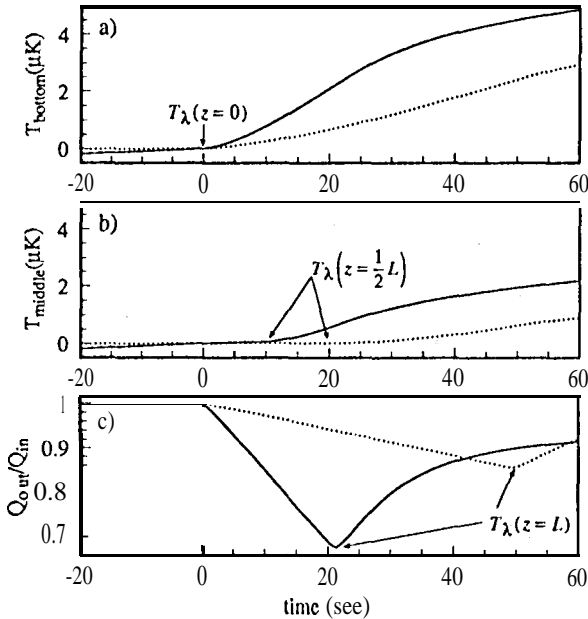 a)
T_bottom(μK)
4
2
0
T_λ(z=0)
-20 0 20 40 60
b)
T_middle(μK)
4
2
0
T_λ(z=1/2 L)
-20 0 20 40 60
c)
Q_out/Q_in
1
0.9
0.8
0.7
T_λ(z=L)
-20 0 20 40 60
time (see)